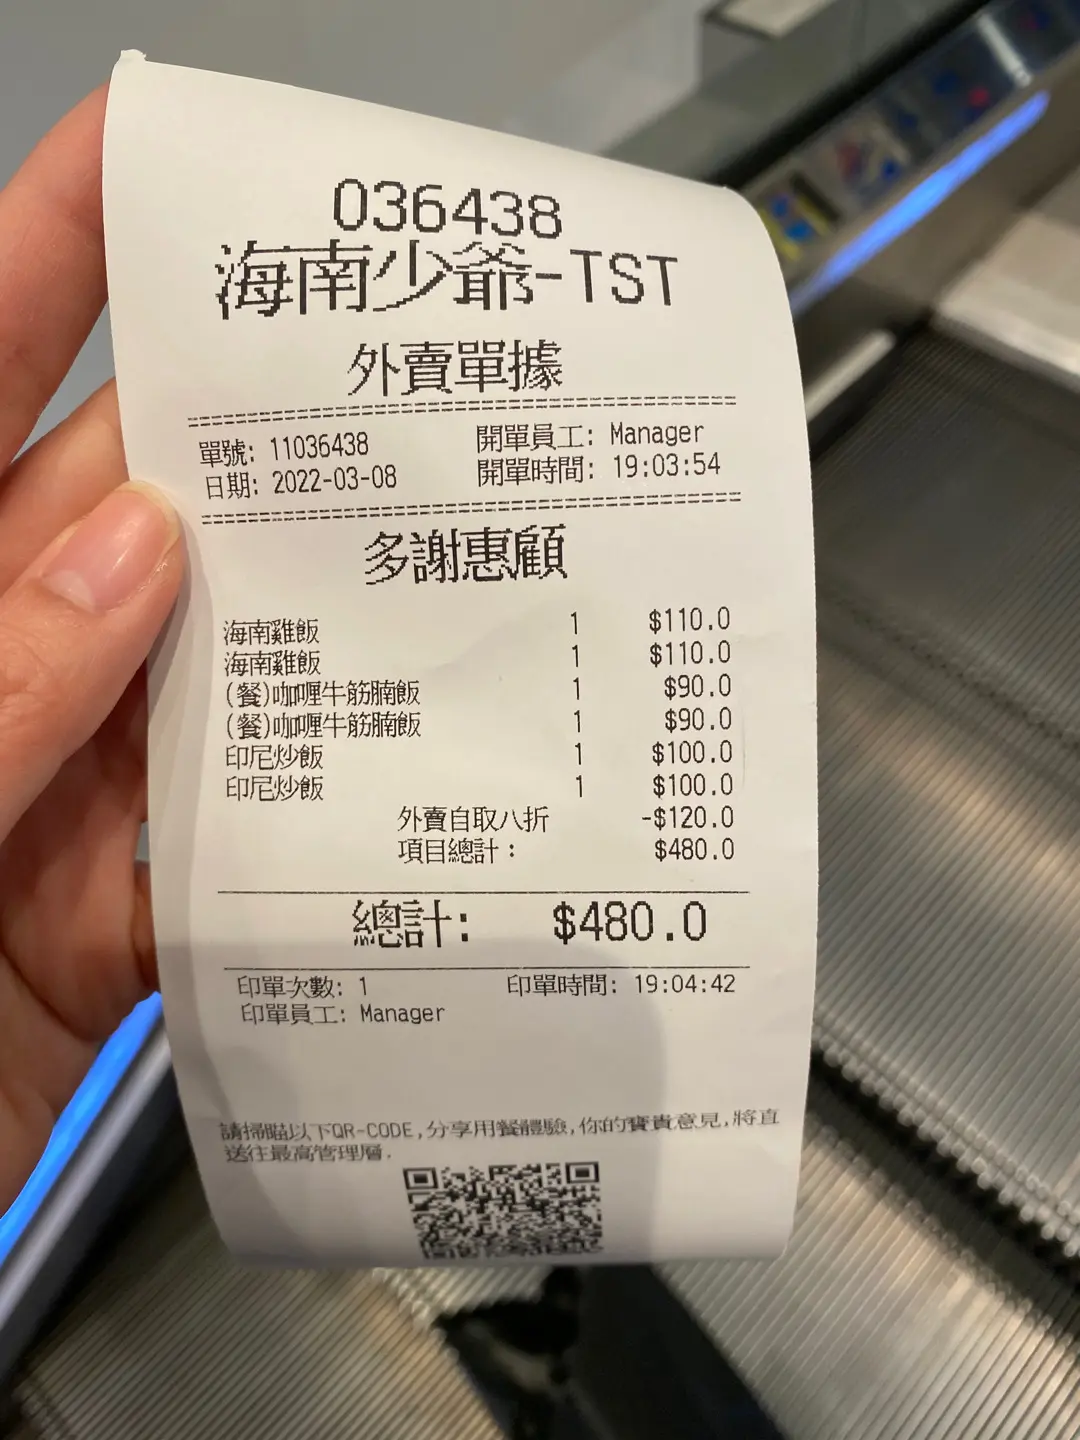 036438
海南少爺-TST
外賣單據
單號: 11036438 開單員工: Manager
日期: 2022-03-08 開單時間: 19:03:54
多謝惠顧
海南雞飯 1 $110.0
海南雞飯 1 $110.0
(餐)咖喱牛筋腩飯 1 $90.0
(餐)咖喱牛筋腩飯 1 $90.0
印尼炒飯 1 $100.0
印尼炒飯 1 $100.0
外賣自取八折 -$120.0
項目總計: $480.0
總計: $480.0
印單次數: 1 印單時間: 19:04:42
印單員工: Manager
請掃瞄以下QR-CODE,分享用餐體驗,你的寶貴意見,將直
送往最高管理層.